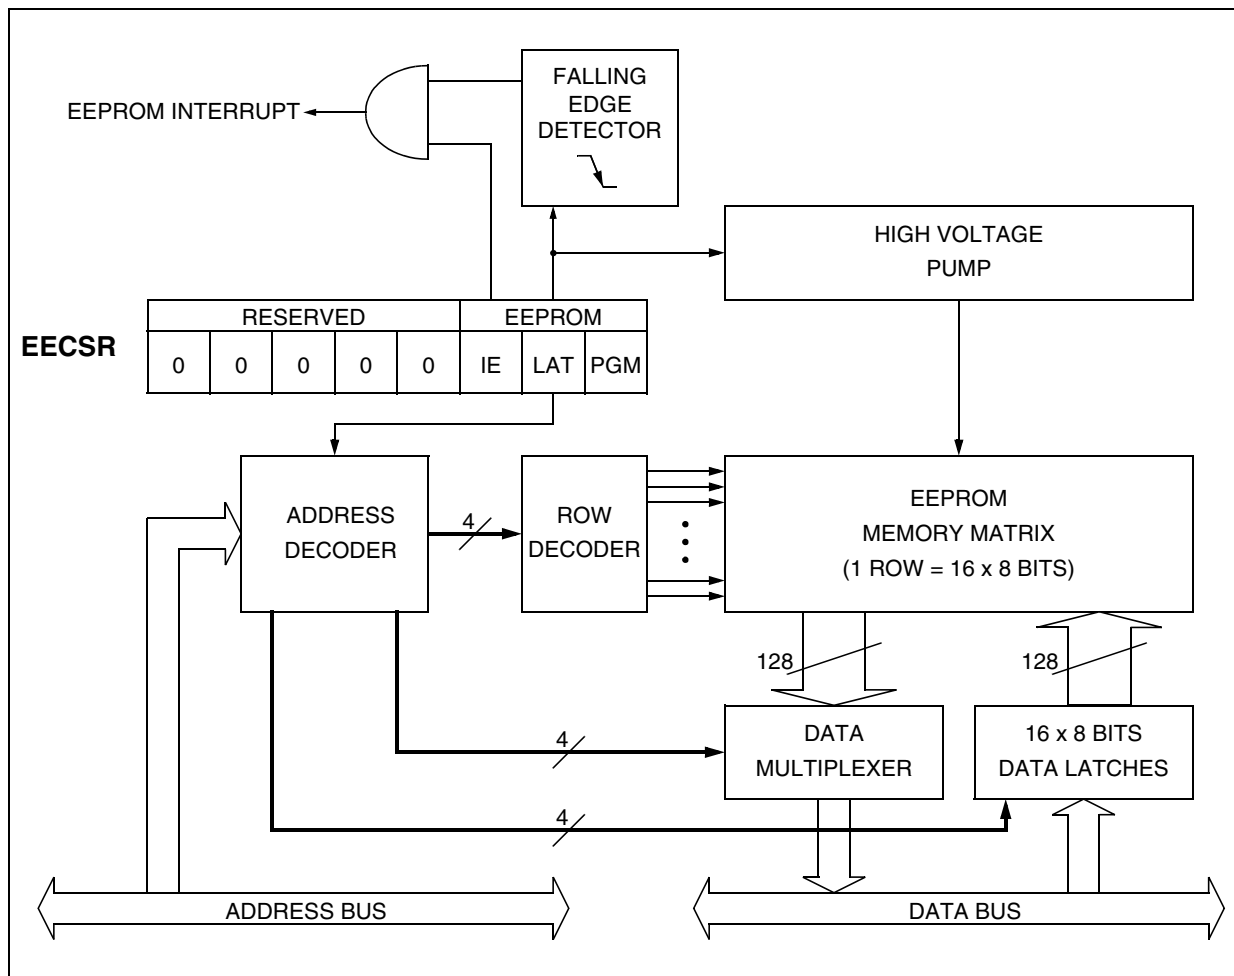 FALLING
EDGE
DETECTOR
EEPROM INTERRUPT
HIGH VOLTAGE
PUMP
RESERVED EEPROM
EECSR
0 0 0 0 0 IE LAT PGM
ADDRESS
DECODER
4
ROW
DECODER
EEPROM
MEMORY MATRIX
(1 ROW = 16 x 8 BITS)
128
128
4
DATA
MULTIPLEXER
16 x 8 BITS
DATA LATCHES
4
ADDRESS BUS
DATA BUS